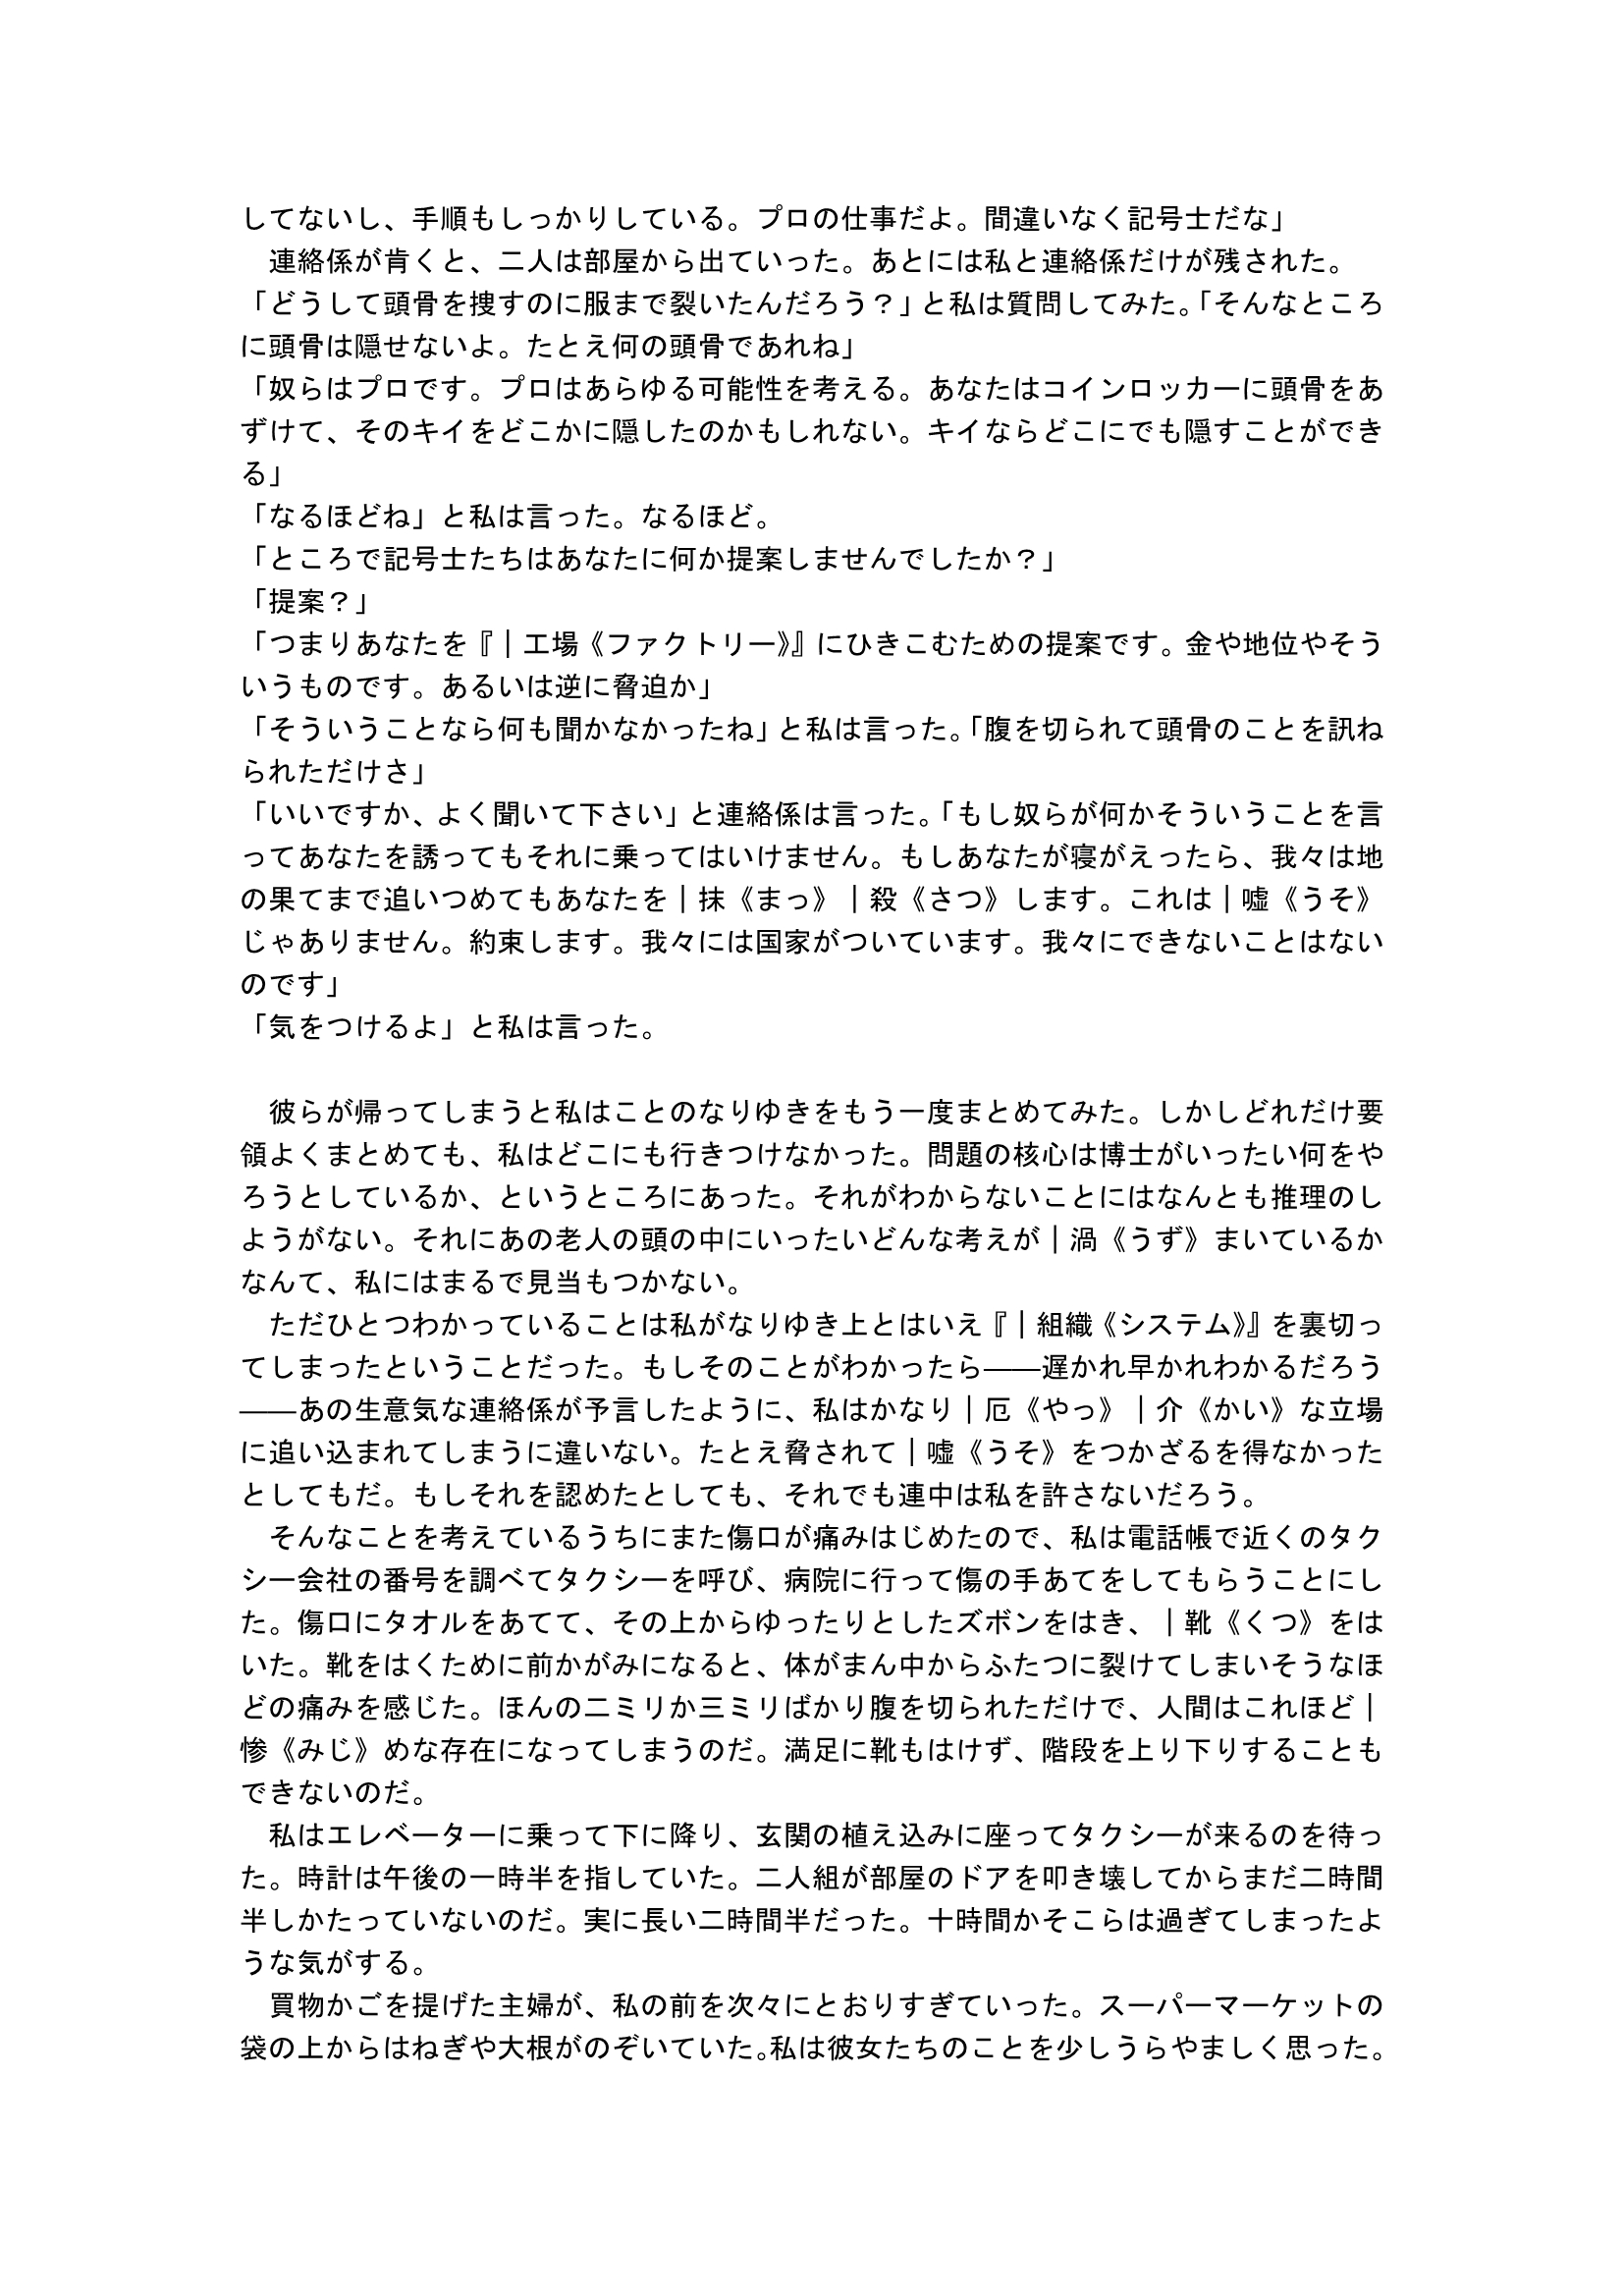 してないし、手順もしっかりしている。プロの仕事だよ。間違いなく記号士だな」
　連絡係が肯くと、二人は部屋から出ていった。あとには私と連絡係だけが残された。
「どうして頭骨を捜すのに服まで裂いたんだろう？」と私は質問してみた。「そんなところ
に頭骨は隠せないよ。たとえ何の頭骨であれね」
「奴らはプロです。プロはあらゆる可能性を考える。あなたはコインロッカーに頭骨をあ
ずけて、そのキイをどこかに隠したのかもしれない。キイならどこにでも隠すことができ
る」
「なるほどね」と私は言った。なるほど。
「ところで記号士たちはあなたに何か提案しませんでしたか？」
「提案？」
「つまりあなたを『｜工場《ファクトリー》』にひきこむための提案です。金や地位やそう
いうものです。あるいは逆に脅迫か」
「そういうことなら何も聞かなかったね」と私は言った。「腹を切られて頭骨のことを訊ね
られただけさ」
「いいですか、よく聞いて下さい」と連絡係は言った。「もし奴らが何かそういうことを言
ってあなたを誘ってもそれに乗ってはいけません。もしあなたが寝がえったら、我々は地
の果てまで追いつめてもあなたを｜抹《まっ》｜殺《さつ》します。これは｜嘘《うそ》
じゃありません。約束します。我々には国家がついています。我々にできないことはない
のです」
「気をつけるよ」と私は言った。
　彼らが帰ってしまうと私はことのなりゆきをもう一度まとめてみた。しかしどれだけ要
領よくまとめても、私はどこにも行きつけなかった。問題の核心は博士がいったい何をや
ろうとしているか、というところにあった。それがわからないことにはなんとも推理のし
ようがない。それにあの老人の頭の中にいったいどんな考えが｜渦《うず》まいているか
なんて、私にはまるで見当もつかない。
　ただひとつわかっていることは私がなりゆき上とはいえ『｜組織《システム》』を裏切っ
てしまったということだった。もしそのことがわかったら――遅かれ早かれわかるだろう
――あの生意気な連絡係が予言したように、私はかなり｜厄《やっ》｜介《かい》な立場
に追い込まれてしまうに違いない。たとえ脅されて｜嘘《うそ》をつかざるを得なかった
としてもだ。もしそれを認めたとしても、それでも連中は私を許さないだろう。
　そんなことを考えているうちにまた傷口が痛みはじめたので、私は電話帳で近くのタク
シー会社の番号を調べてタクシーを呼び、病院に行って傷の手あてをしてもらうことにし
た。傷口にタオルをあてて、その上からゆったりとしたズボンをはき、｜靴《くつ》をは
いた。靴をはくために前かがみになると、体がまん中からふたつに裂けてしまいそうなほ
どの痛みを感じた。ほんの二ミリか三ミリばかり腹を切られただけで、人間はこれほど｜
惨《みじ》めな存在になってしまうのだ。満足に靴もはけず、階段を上り下りすることも
できないのだ。
　私はエレベーターに乗って下に降り、玄関の植え込みに座ってタクシーが来るのを待っ
た。時計は午後の一時半を指していた。二人組が部屋のドアを叩き壊してからまだ二時間
半しかたっていないのだ。実に長い二時間半だった。十時間かそこらは過ぎてしまったよ
うな気がする。
　買物かごを提げた主婦が、私の前を次々にとおりすぎていった。スーパーマーケットの
袋の上からはねぎや大根がのぞいていた。私は彼女たちのことを少しうらやましく思った。